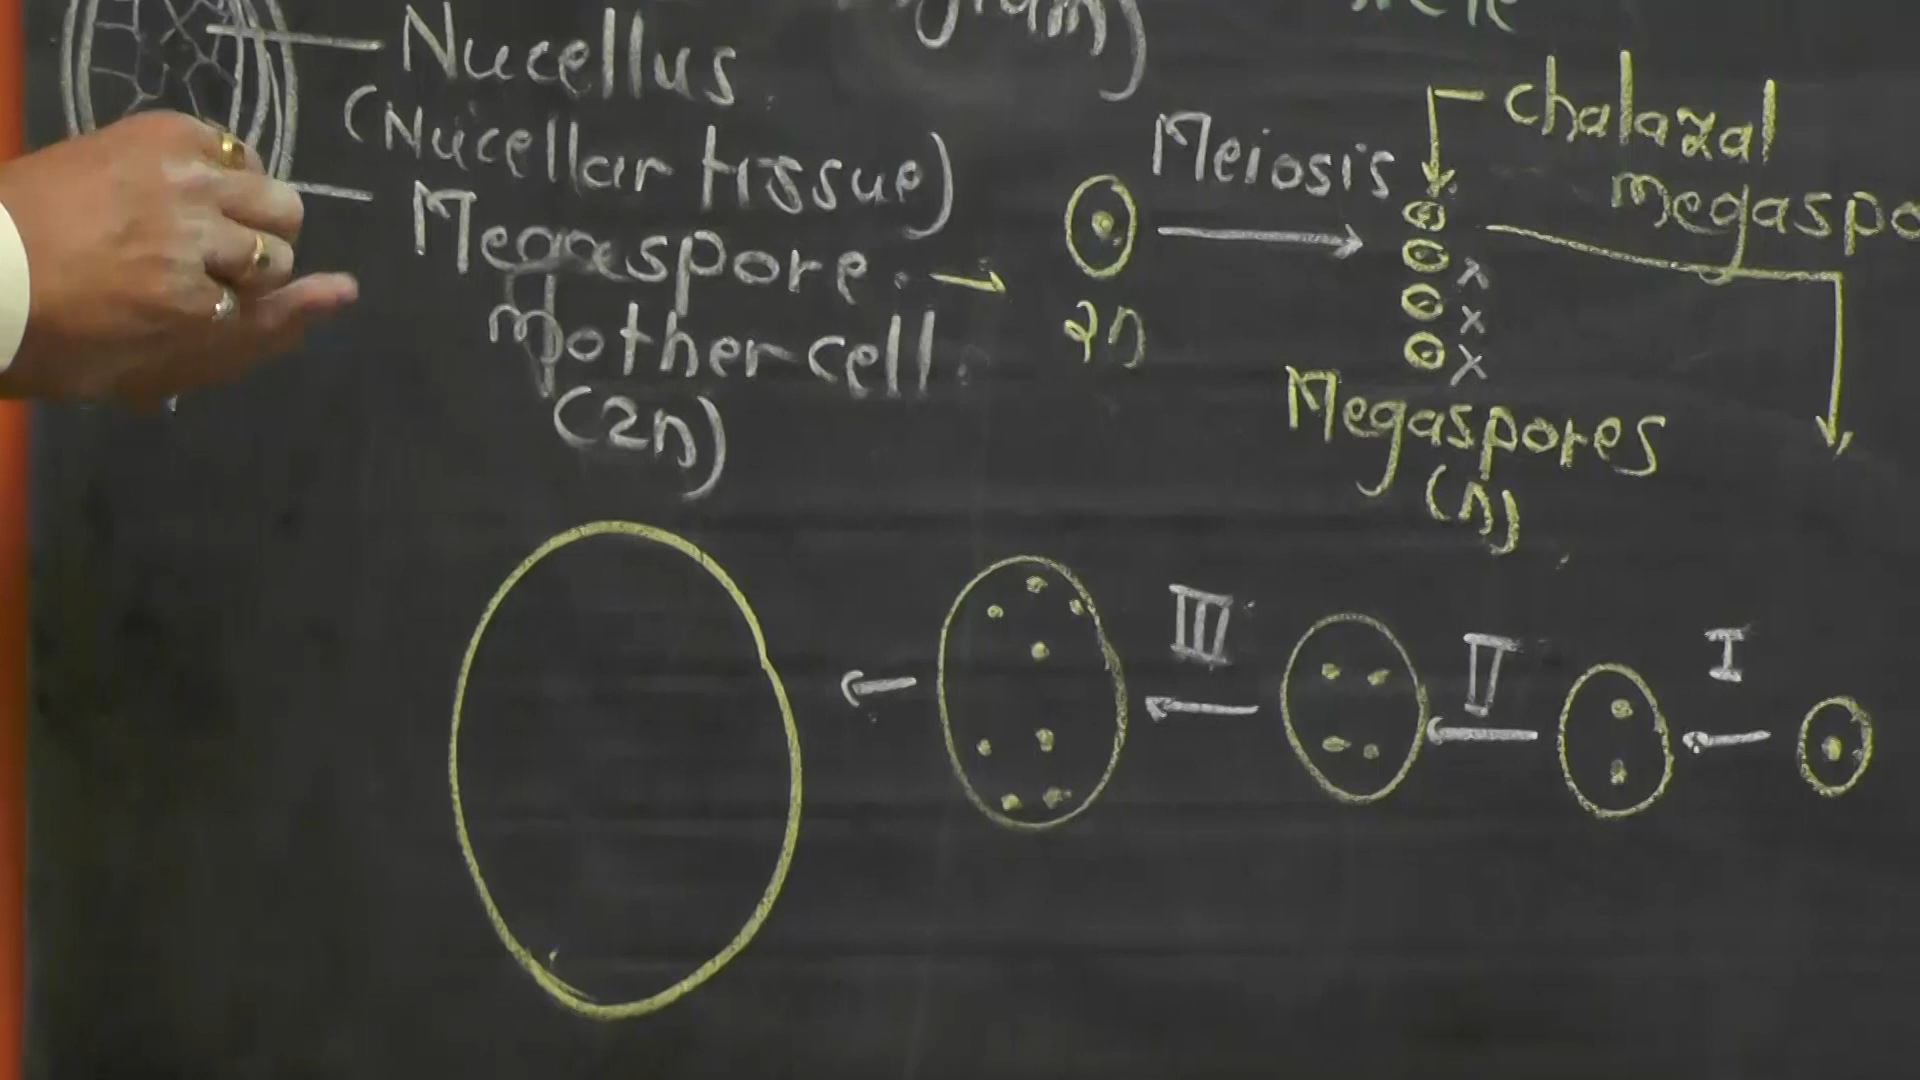 Nucellus
(Nucellar tissue)
Megaspore
mother cell
(2n)
2n
Meiosis
chalazal
megaspo
x
x
x
Megaspores
(n)
III
II
I